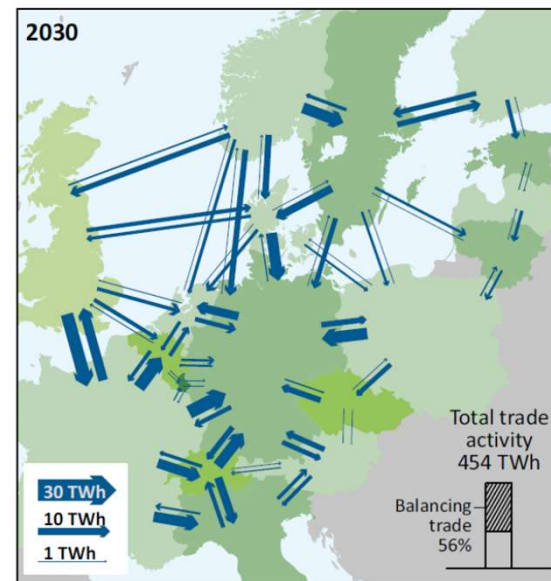 2030
Total trade
activity
454 TWh
Balancing
trade
56%
30 TWh
10 TWh
1 TWh